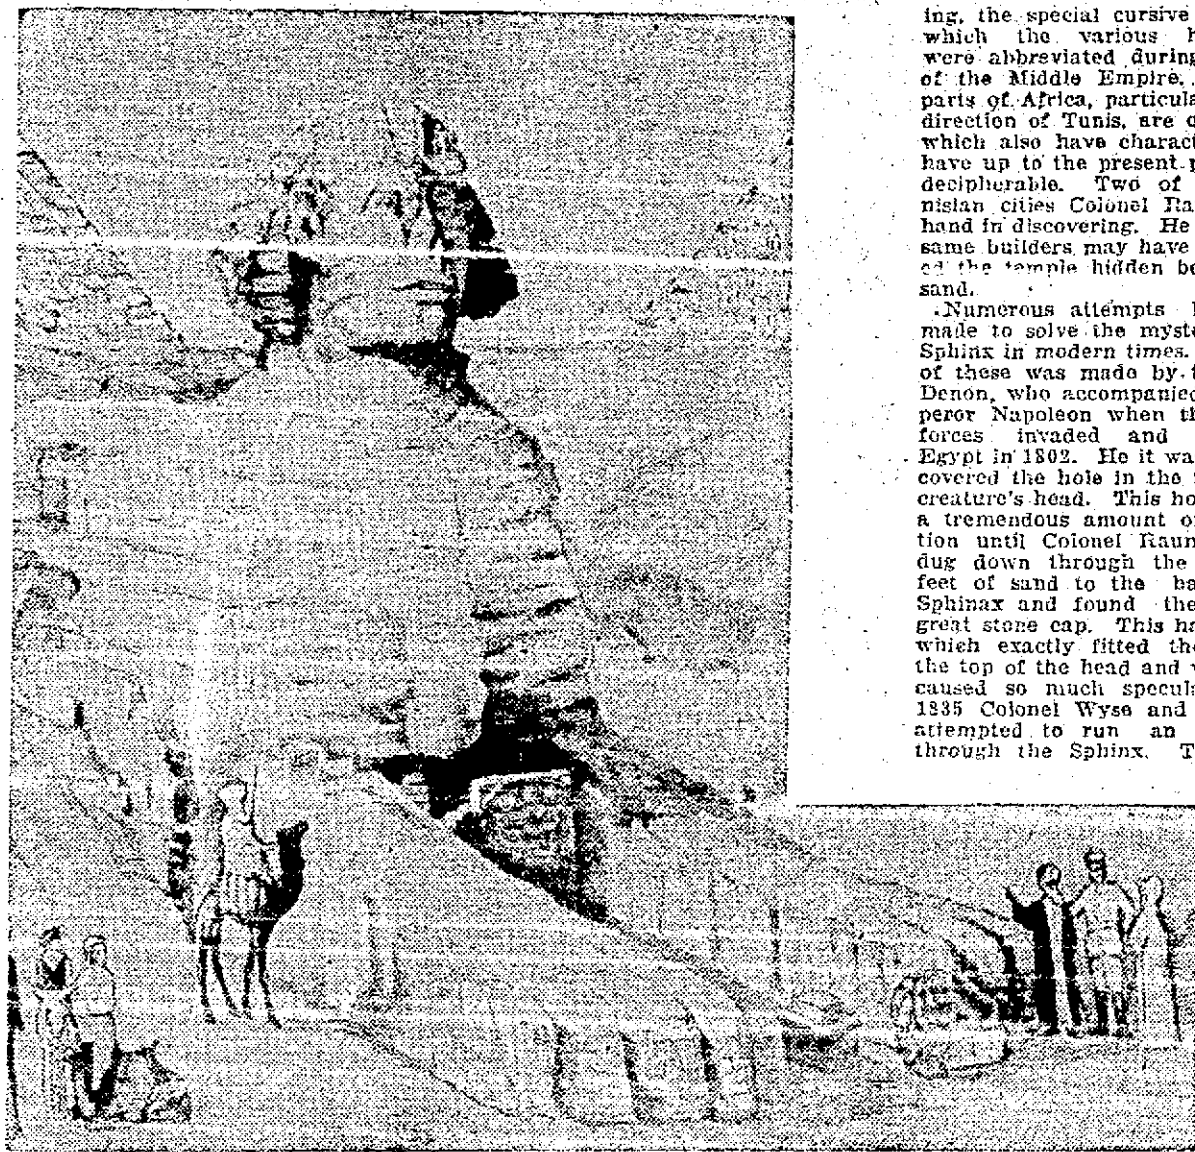 ing, the special cursive
which the various h
were abbreviated during
of the Middle Empire.
parts of Africa, particula
direction of Tunis, are
which also have charact
have up to the present p
decipherable. Two of
nisian cities Colonel Ra
hand in discovering. He
same builders may have
ed the temple hidden be
sand.
Numerous attempts
made to solve the myste
Sphinx in modern times.
of these was made by
Denon, who accompanied
peror Napoleon when th
forces invaded and
Egypt in 1802. He it wa
covered the hole in the
creature's head. This ho
a tremendous amount o
tion until Colonel Raun
dug down through the
feet of sand to the ba
Sphinax and found the
great stone cap. This ha
which exactly fitted the
the top of the head and w
caused so much specula
1835 Colonel Wyse and
attempted to run an
through the Sphinx. T